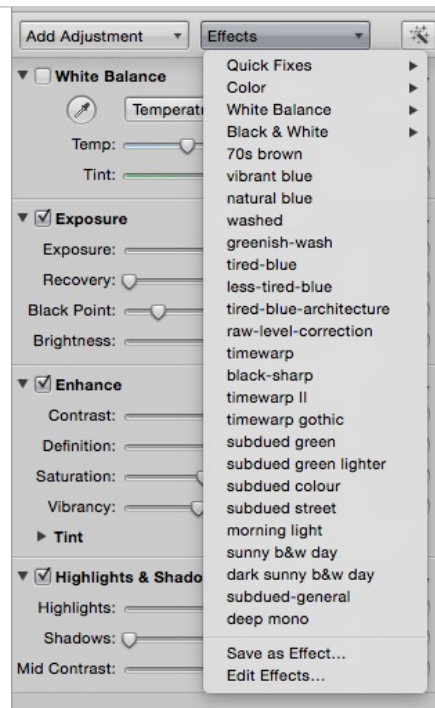 Add Adjustment
Effects
White Balance
Temperatu
Temp:
Tint:
Exposure
Exposure:
Recovery:
Black Point:
Brightness:
Enhance
Contrast:
Definition:
Saturation:
Vibrancy:
Tint
Highlights & Shado
Highlights:
Shadows:
Mid Contrast:
Quick Fixes
Color
White Balance
Black & White
70s brown
vibrant blue
natural blue
washed
greenish-wash
tired-blue
less-tired-blue
tired-blue-architecture
raw-level-correction
timewarp
black-sharp
timewarp II
timewarp gothic
subdued green
subdued green lighter
subdued colour
subdued street
morning light
sunny b&w day
dark sunny b&w day
subdued-general
deep mono
Save as Effect...
Edit Effects...